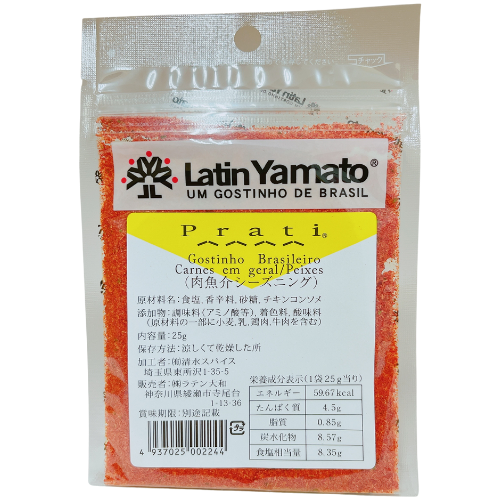 チャック
Latin Yamato®
UM GOSTINHO DE BRASIL
Prati®
Gostinho Brasileiro
Carnes em geral/Peixes
(肉魚介シーズニング)
原材料名:食塩, 香辛料, 砂糖, チキンコンソメ
添加物:調味料(アミノ酸等), 着色料, 酸味料
(原材料の一部に小麦, 乳, 鶏肉, 牛肉を含む)
内容量:25g
保存方法:涼しくて乾燥した所
加工者:㈱清水スパイス
埼玉県東所沢1-35-5
販売者:㈱ラテン大和
神奈川県綾瀬市寺尾台
1-13-36
賞味期限:別途記載
4 937025 002244
プラ
栄養成分表示(1袋25g当り)
エネルギー 59.67kcal
たんぱく質 4.5g
脂質 0.85g
炭水化物 8.57g
食塩相当量 8.35g